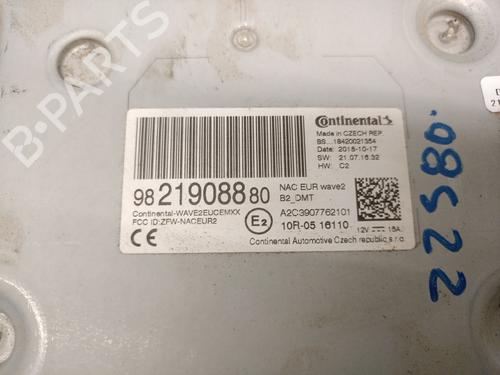 Continental
Made in CZECH REP.
BS...18420021354
Date: 2018-10-17
SW: 21.07.16.32
HW: C2
98 219088 80
NAC EUR wave2
B2_DMT
Continental-WAVE2EUCEMXX
FCC ID:ZFW-NACEUR2
A2C3907762101
CE
E2
10R-05 16110
12V 15A
Continental Automotive Czech republic s.r.o.
22580
B-PARTS